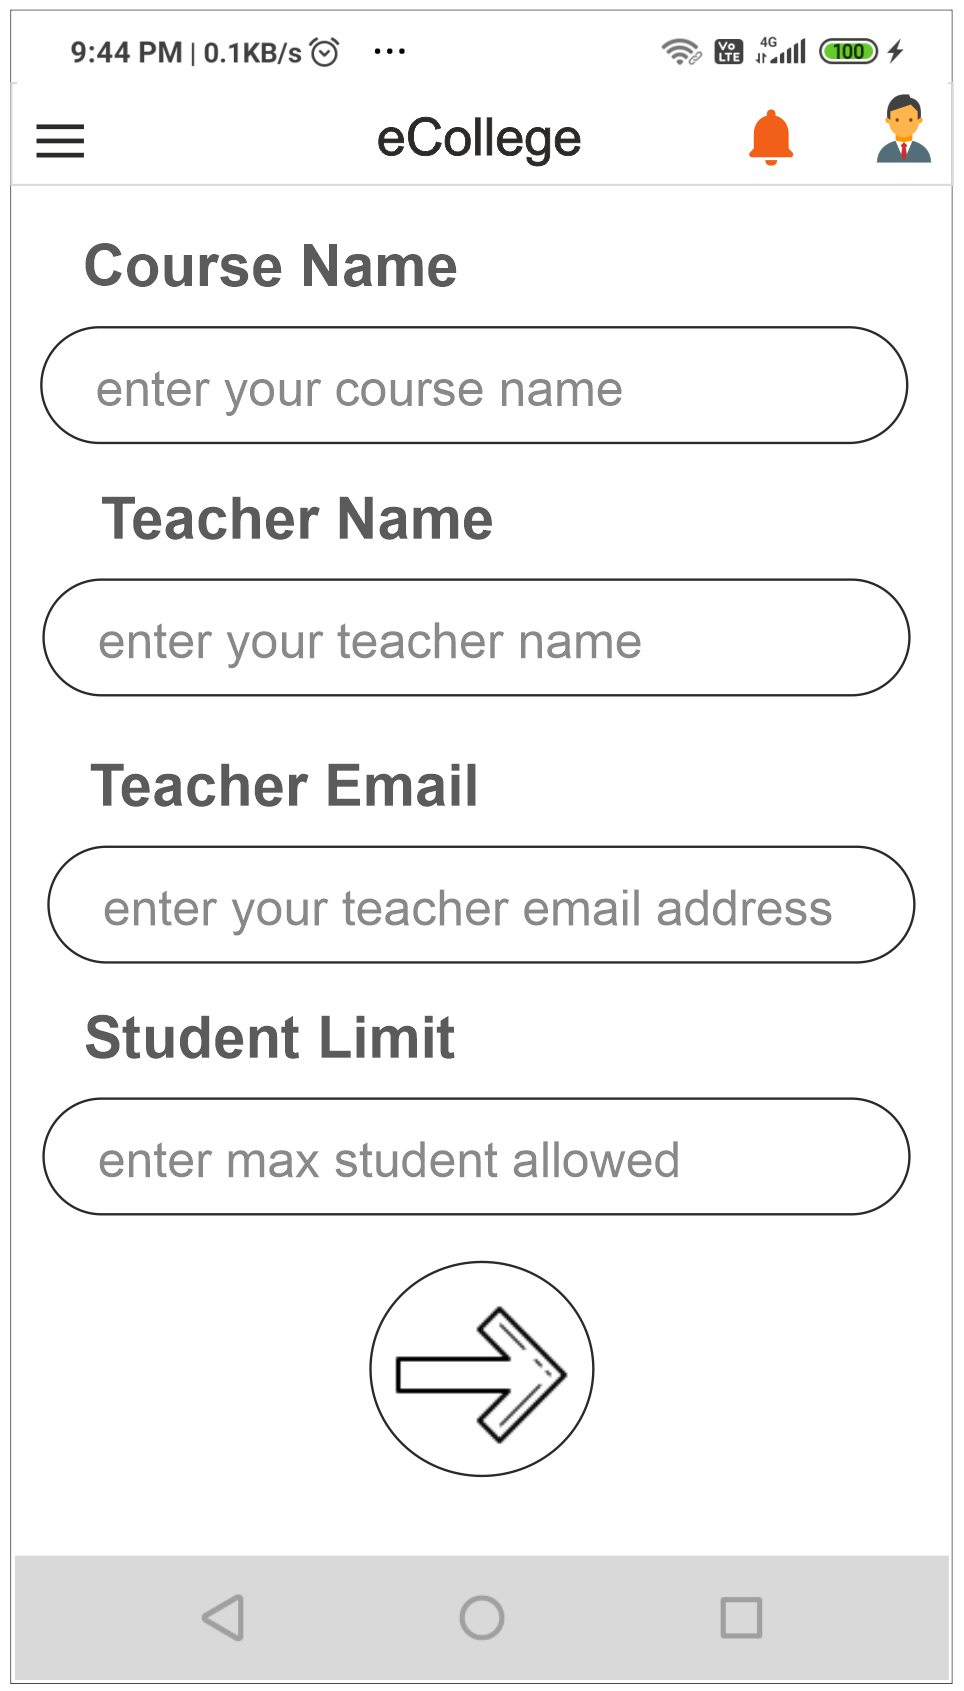 9:44 PM | 0.1KB/s ... Vo LTE 4G 100
eCollege
Course Name
enter your course name
Teacher Name
enter your teacher name
Teacher Email
enter your teacher email address
Student Limit
enter max student allowed